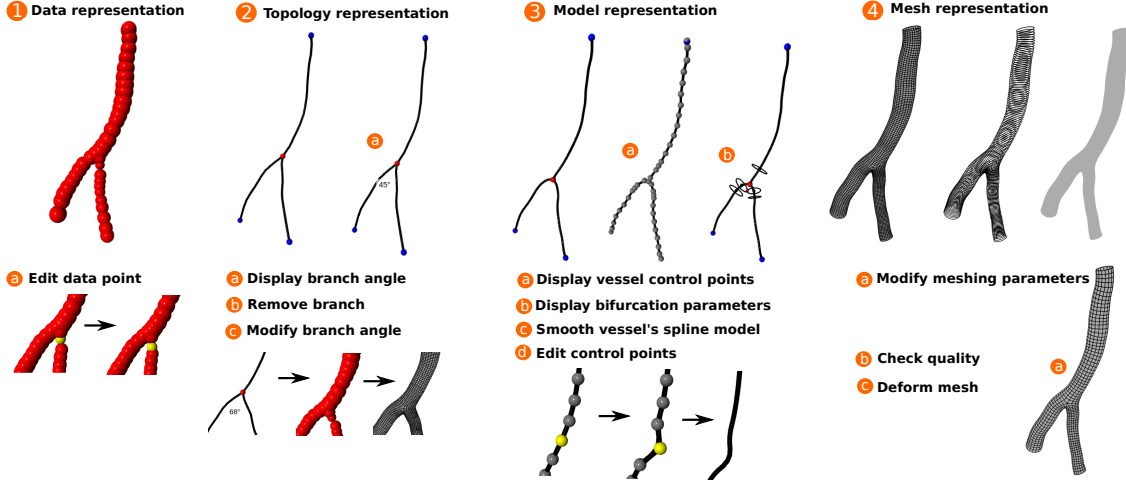 1 Data representation
a Edit data point
2 Topology representation
a
45°
a Display branch angle
b Remove branch
c Modify branch angle
68°
3 Model representation
a
b
a Display vessel control points
b Display bifurcation parameters
c Smooth vessel's spline model
d Edit control points
4 Mesh representation
a Modify meshing parameters
b Check quality
c Deform mesh
a